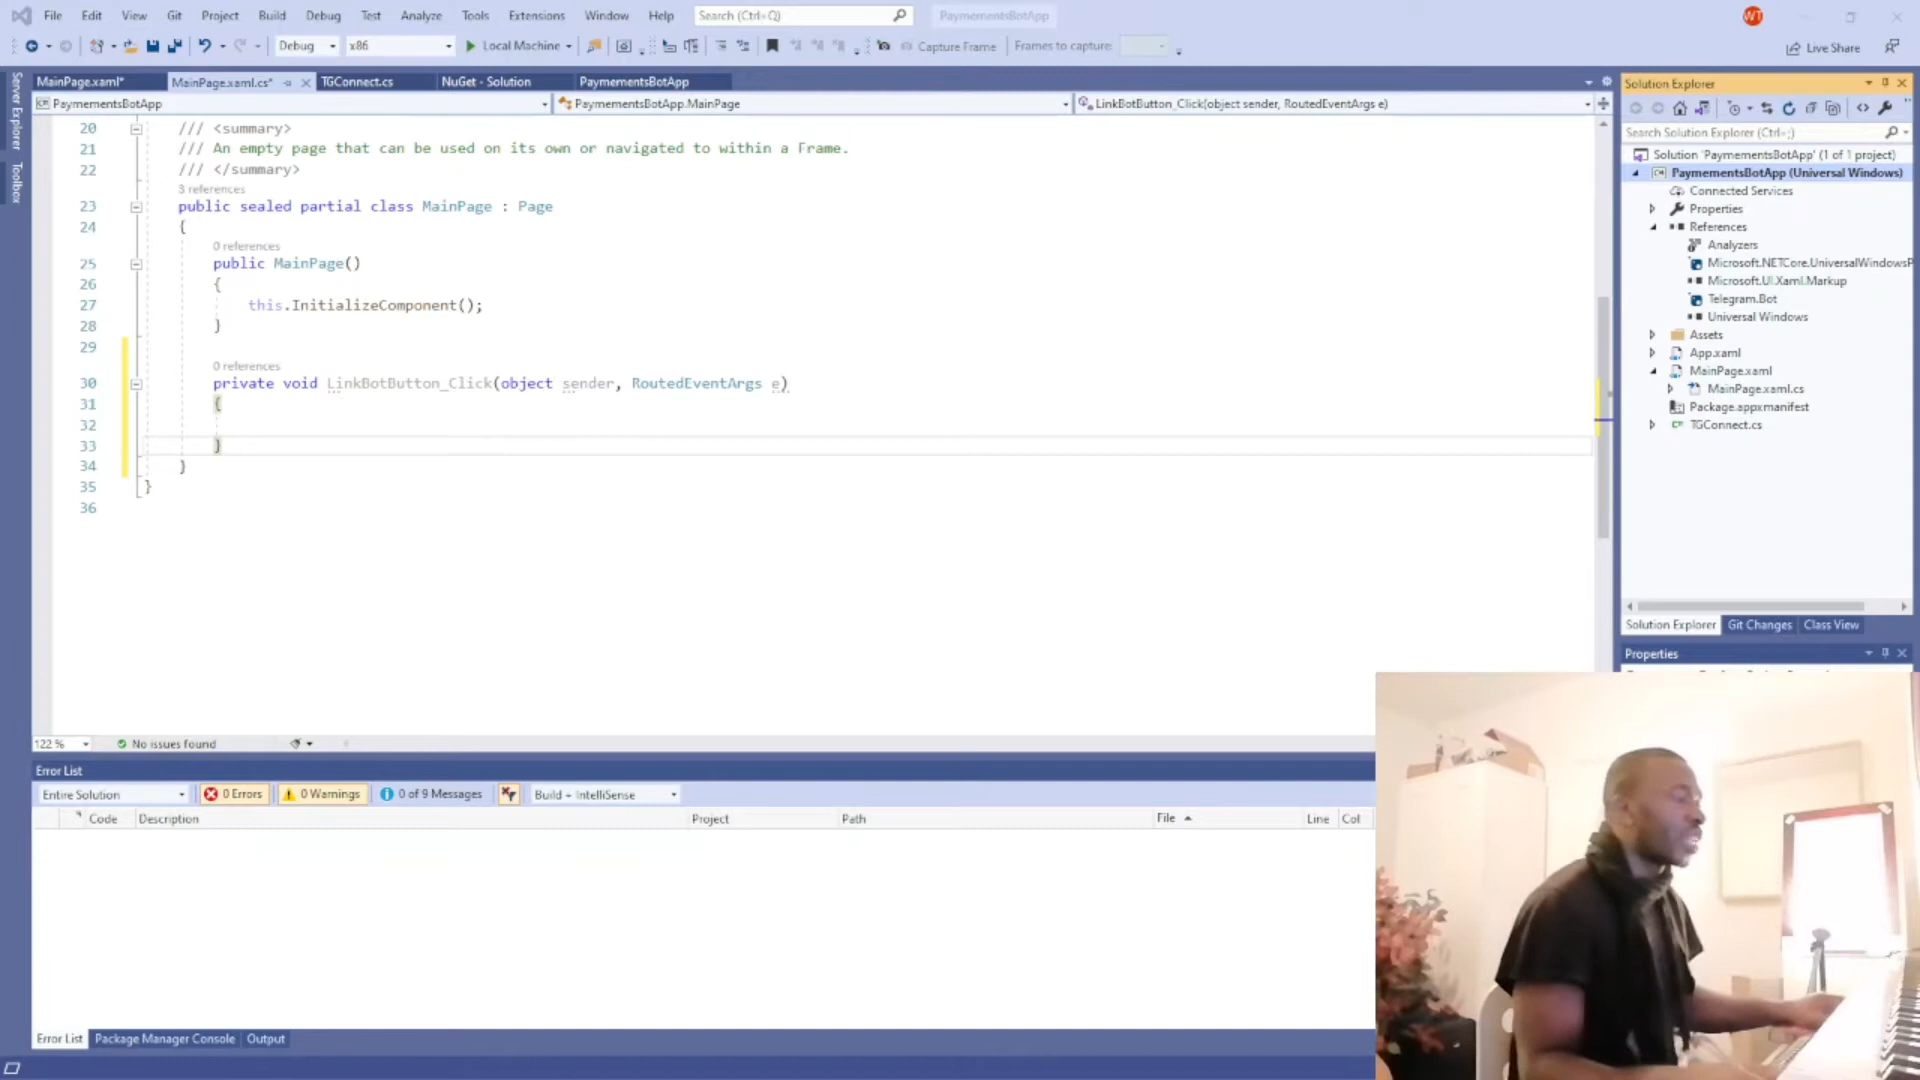 File Edit View Git Project Build Debug Test Analyze Tools Extensions Window Help Search (Ctrl+Q) PaymementsBotApp WT
Debug x86 Local Machine Capture Frame Frames to capture: Live Share
Server Explorer
Toolbox
MainPage.xaml* MainPage.xaml.cs* TGConnect.cs NuGet - Solution PaymementsBotApp
PaymementsBotApp PaymementsBotApp.MainPage LinkBotButton_Click(object sender, RoutedEventArgs e)
20 /// <summary>
21 /// An empty page that can be used on its own or navigated to within a Frame.
22 /// </summary>
3 references
23 public sealed partial class MainPage : Page
24 {
0 references
25 public MainPage()
26 {
27 this.InitializeComponent();
28 }
29
0 references
30 private void LinkBotButton_Click(object sender, RoutedEventArgs e)
31 {
32
33 }
34 }
35 }
36
122 % No issues found
Solution Explorer
Search Solution Explorer (Ctrl+;)
Solution 'PaymementsBotApp' (1 of 1 project)
PaymementsBotApp (Universal Windows)
Connected Services
Properties
References
Analyzers
Microsoft.NETCore.UniversalWindowsP
Microsoft.UI.Xaml.Markup
Telegram.Bot
Universal Windows
Assets
App.xaml
MainPage.xaml
MainPage.xaml.cs
Package.appxmanifest
TGConnect.cs
Solution Explorer Git Changes Class View
Properties
Error List
Entire Solution 0 Errors 0 Warnings 0 of 9 Messages Build + IntelliSense
Code Description Project Path File Line Col
Error List Package Manager Console Output